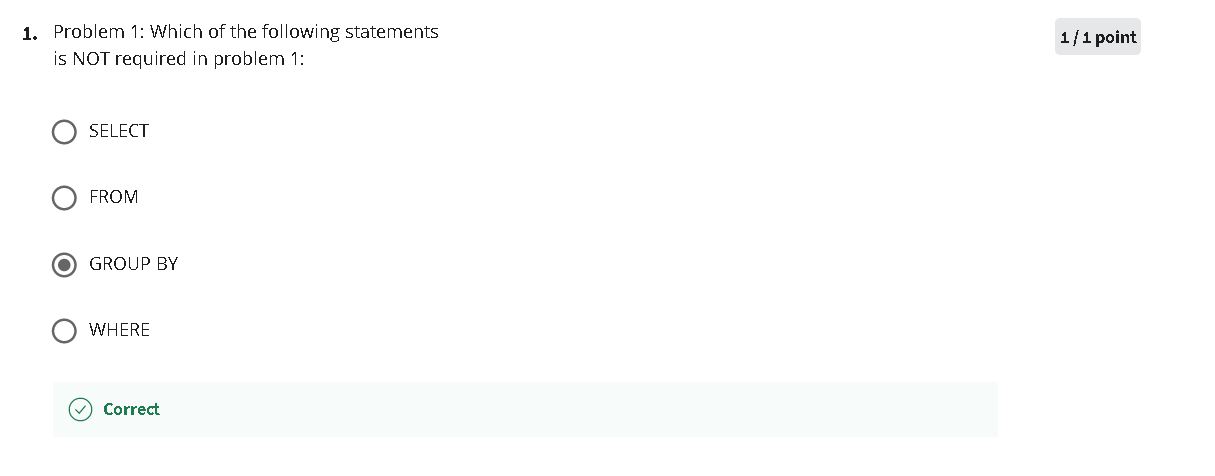 1. Problem 1: Which of the following statements
is NOT required in problem 1:
1 / 1 point
SELECT
FROM
GROUP BY
WHERE
Correct